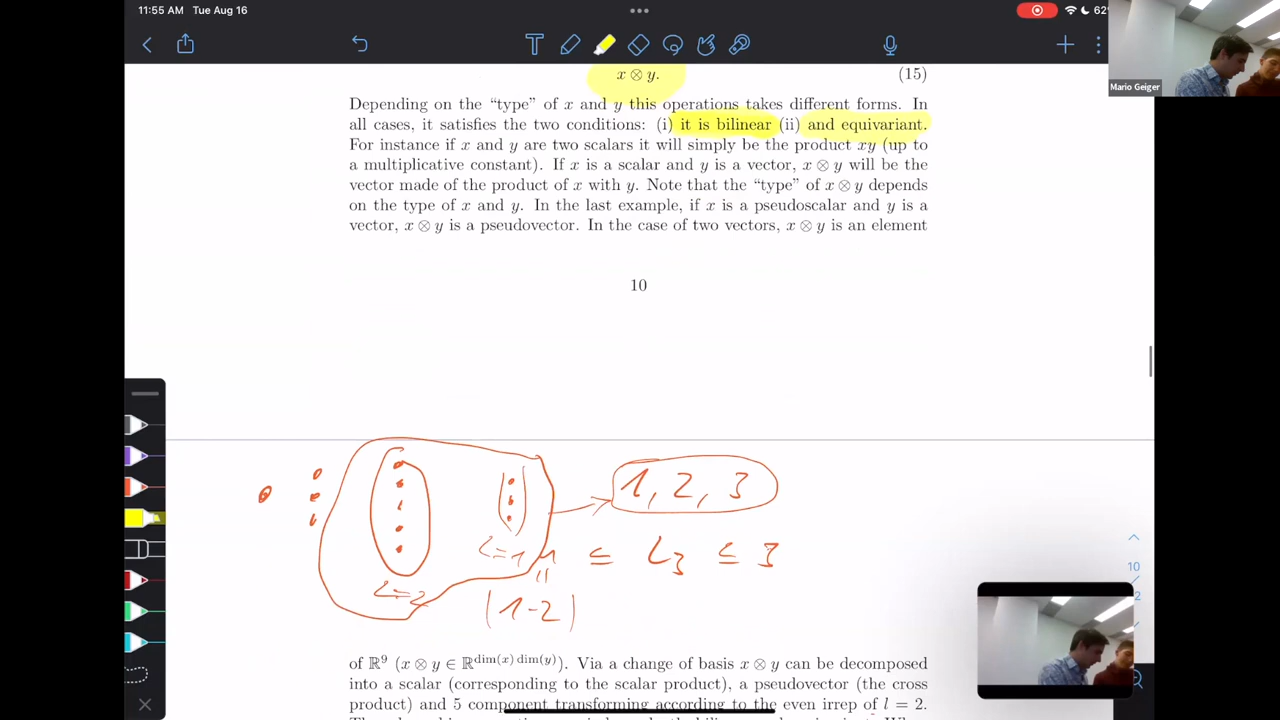 11:55 AM Tue Aug 16
62
Mario Geiger
x ⊗ y. (15)
Depending on the “type” of x and y this operations takes different forms. In
all cases, it satisfies the two conditions: (i) it is bilinear (ii) and equivariant.
For instance if x and y are two scalars it will simply be the product xy (up to
a multiplicative constant). If x is a scalar and y is a vector, x ⊗ y will be the
vector made of the product of x with y. Note that the “type” of x ⊗ y depends
on the type of x and y. In the last example, if x is a pseudoscalar and y is a
vector, x ⊗ y is a pseudovector. In the case of two vectors, x ⊗ y is an element
10
1, 2, 3
L=1 1 ≤ L₃ ≤ 3
L=2 |1-2|
10
2
of ℝ⁹ (x ⊗ y ∈ ℝ^{dim(x) dim(y)}). Via a change of basis x ⊗ y can be decomposed
into a scalar (corresponding to the scalar product), a pseudovector (the cross
product) and 5 component transforming according to the even irrep of l = 2.